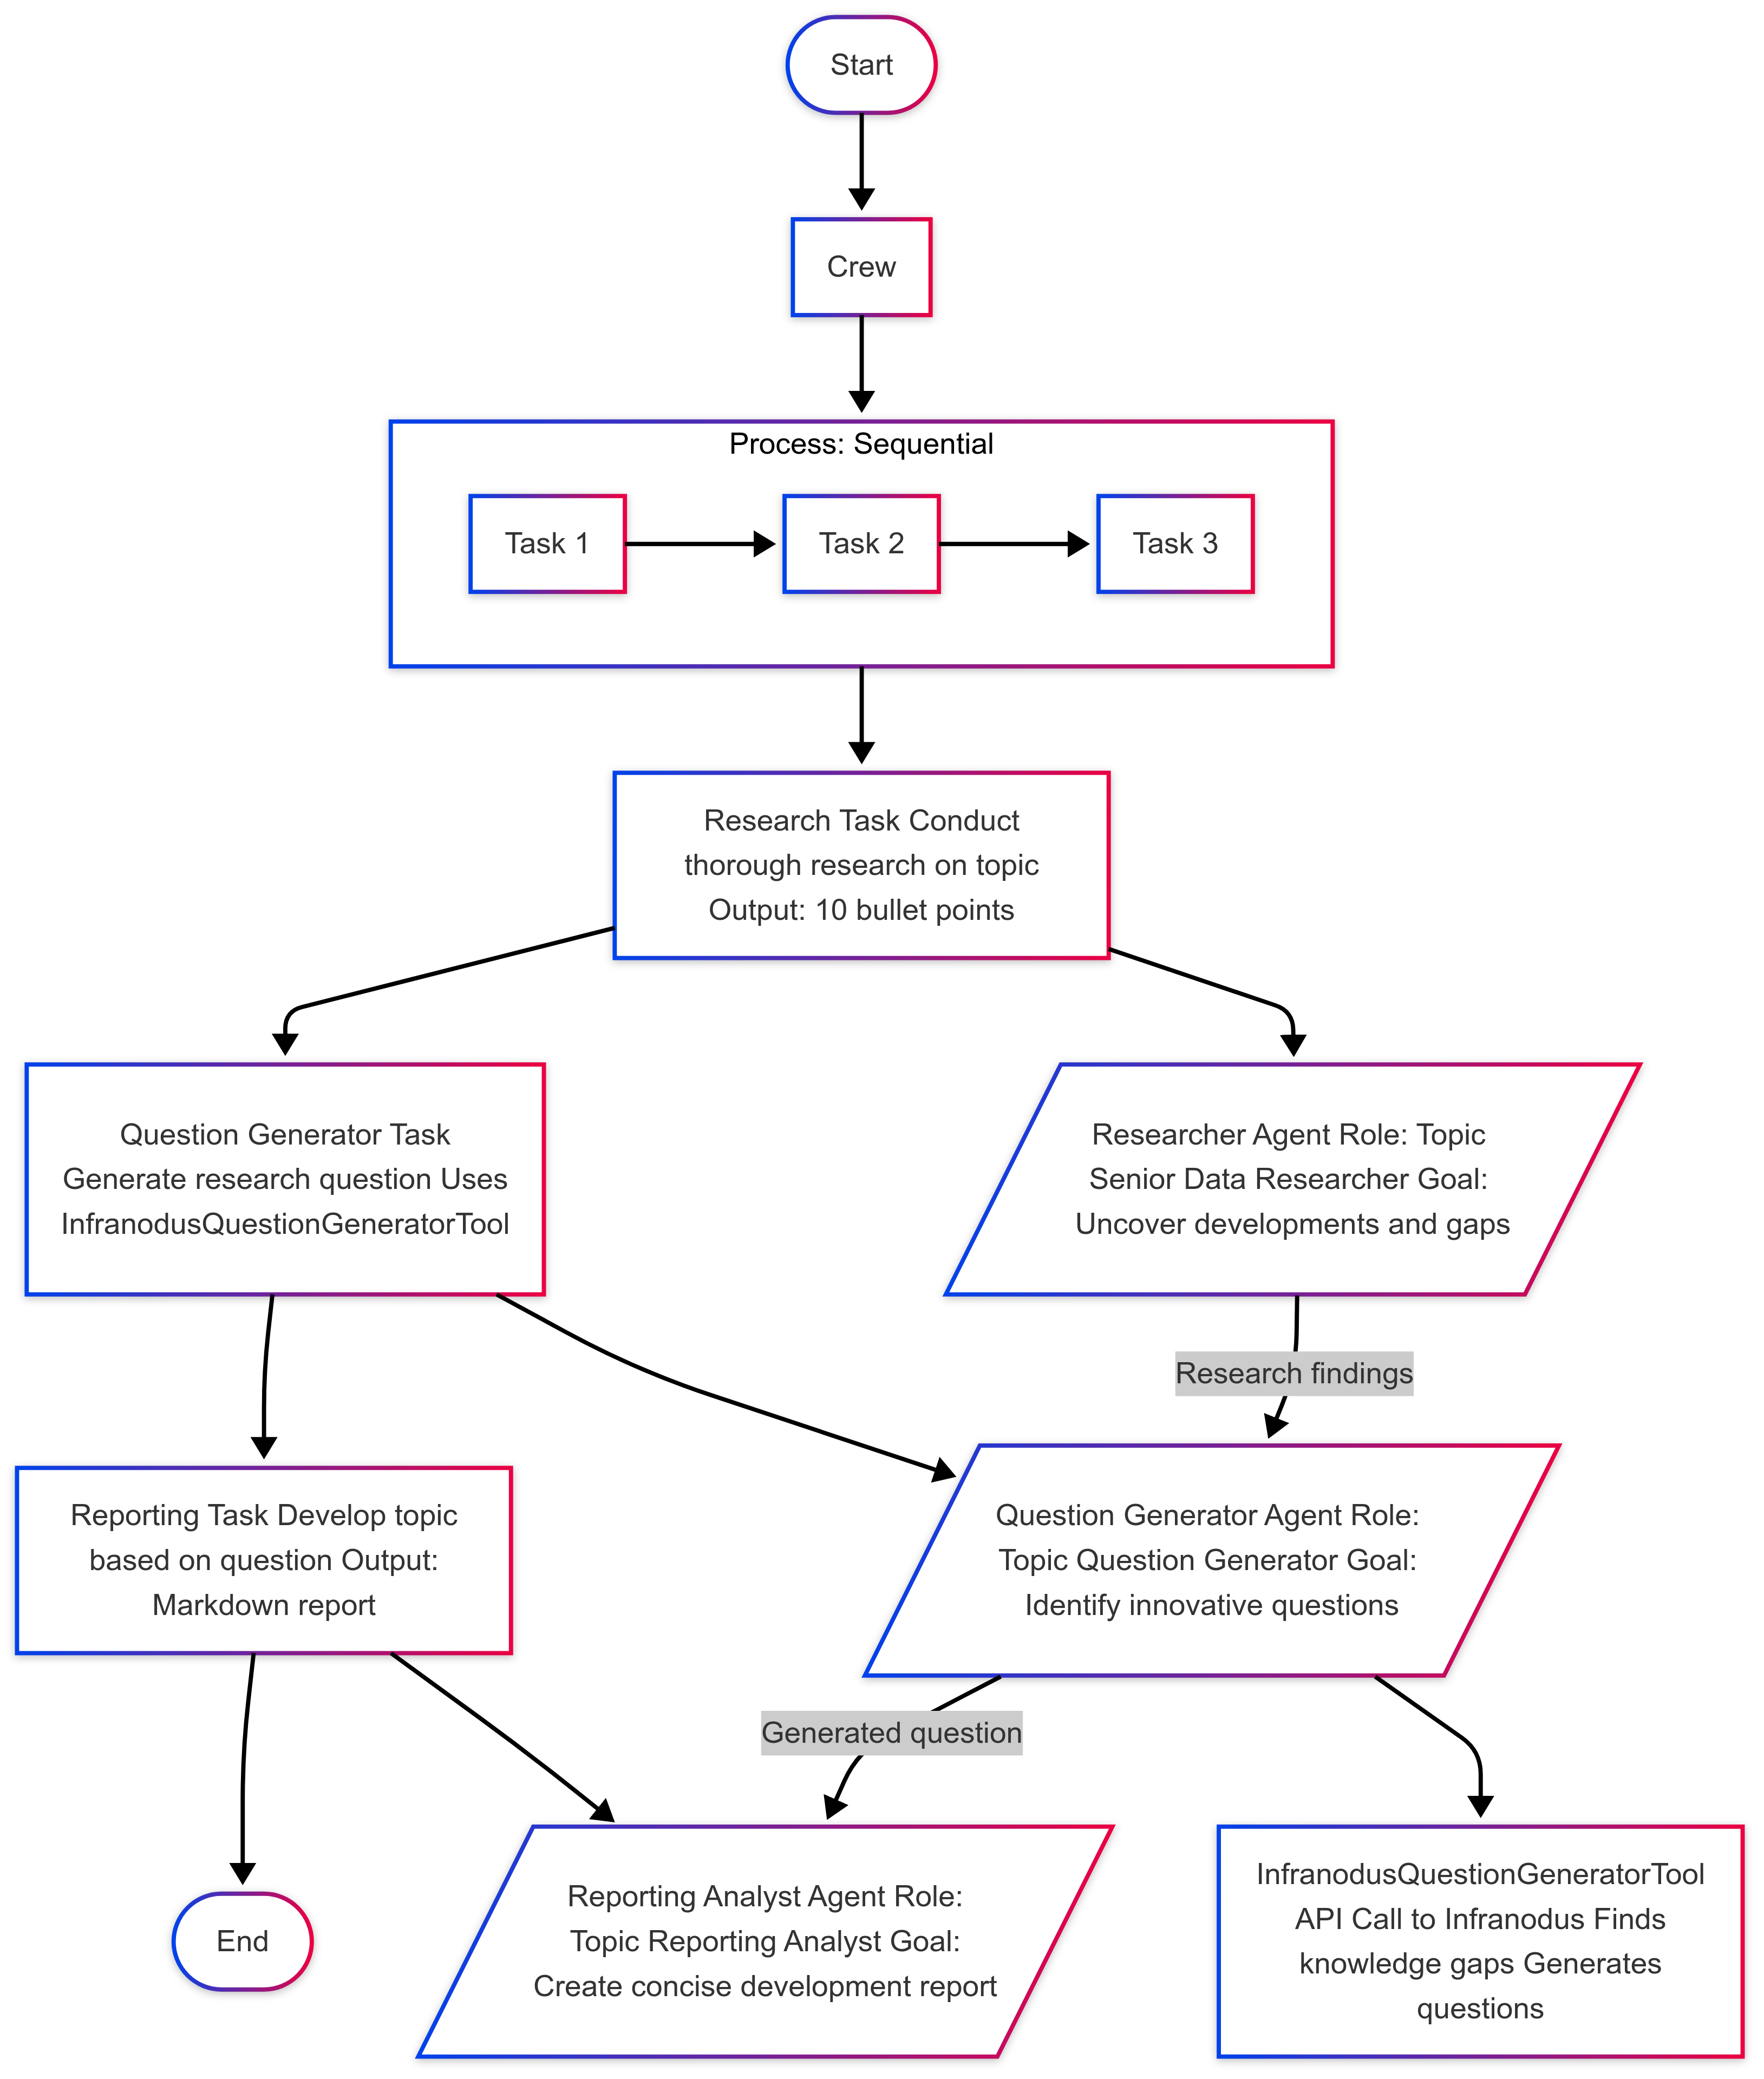 Start
Crew
Process: Sequential
Task 1
Task 2
Task 3
Research Task Conduct
thorough research on topic
Output: 10 bullet points
Question Generator Task
Generate research question Uses
InfranodusQuestionGeneratorTool
Researcher Agent Role: Topic
Senior Data Researcher Goal:
Uncover developments and gaps
Research findings
Reporting Task Develop topic
based on question Output:
Markdown report
Question Generator Agent Role:
Topic Question Generator Goal:
Identify innovative questions
Generated question
End
Reporting Analyst Agent Role:
Topic Reporting Analyst Goal:
Create concise development report
InfranodusQuestionGeneratorTool
API Call to Infranodus Finds
knowledge gaps Generates
questions